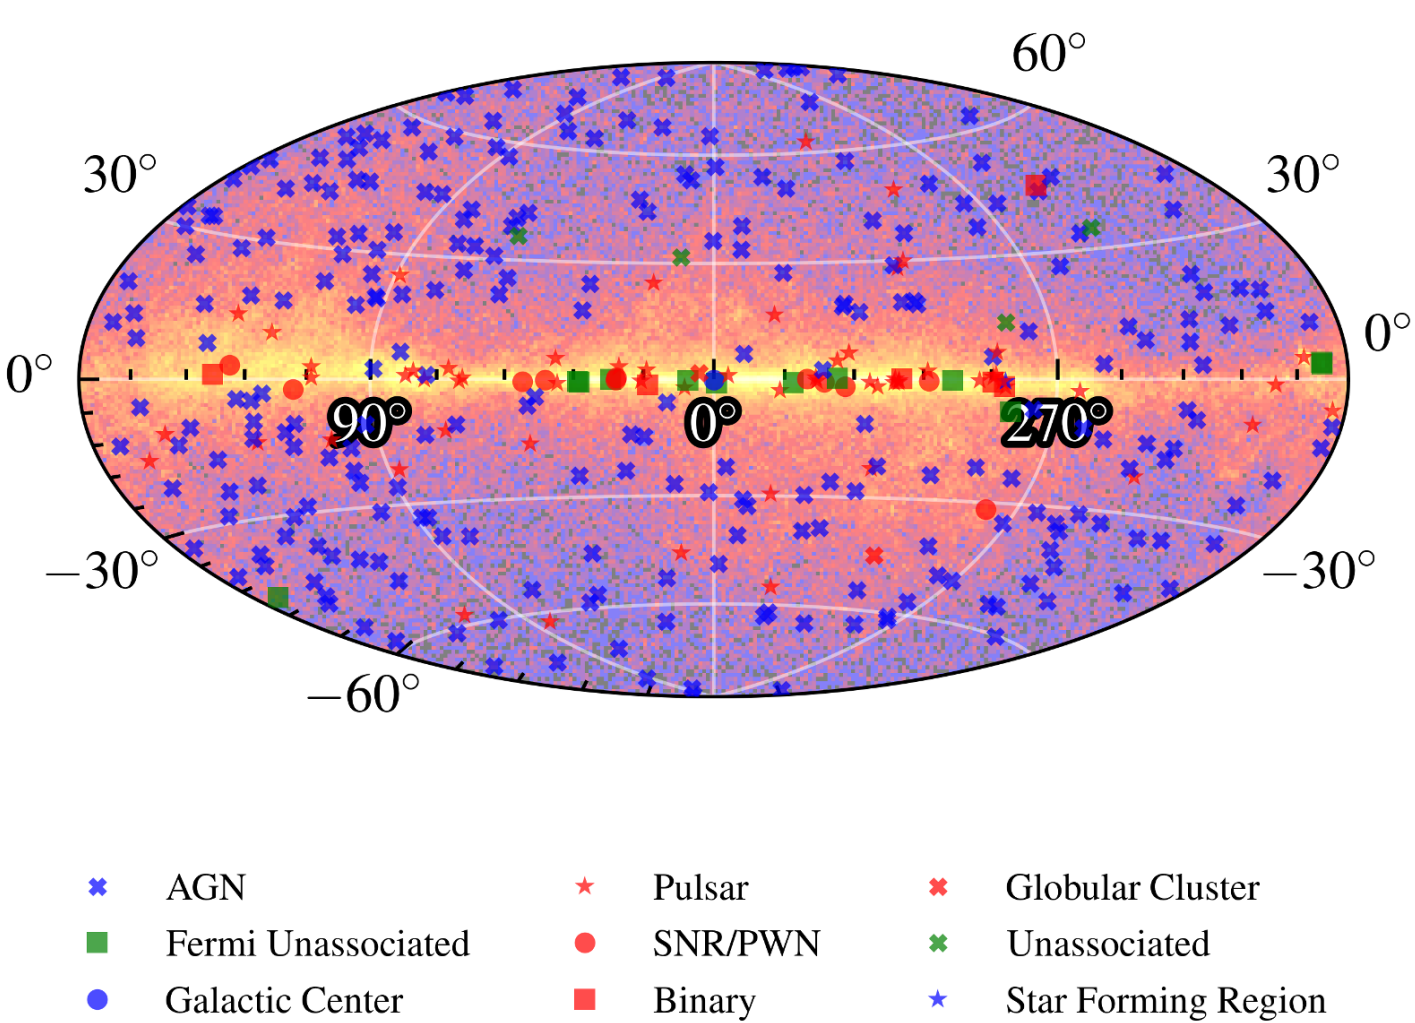 60°
30° 30°
0° 0°
90° 0° 270°
−30° −30°
−60°
AGN Pulsar Globular Cluster
Fermi Unassociated SNR/PWN Unassociated
Galactic Center Binary Star Forming Region